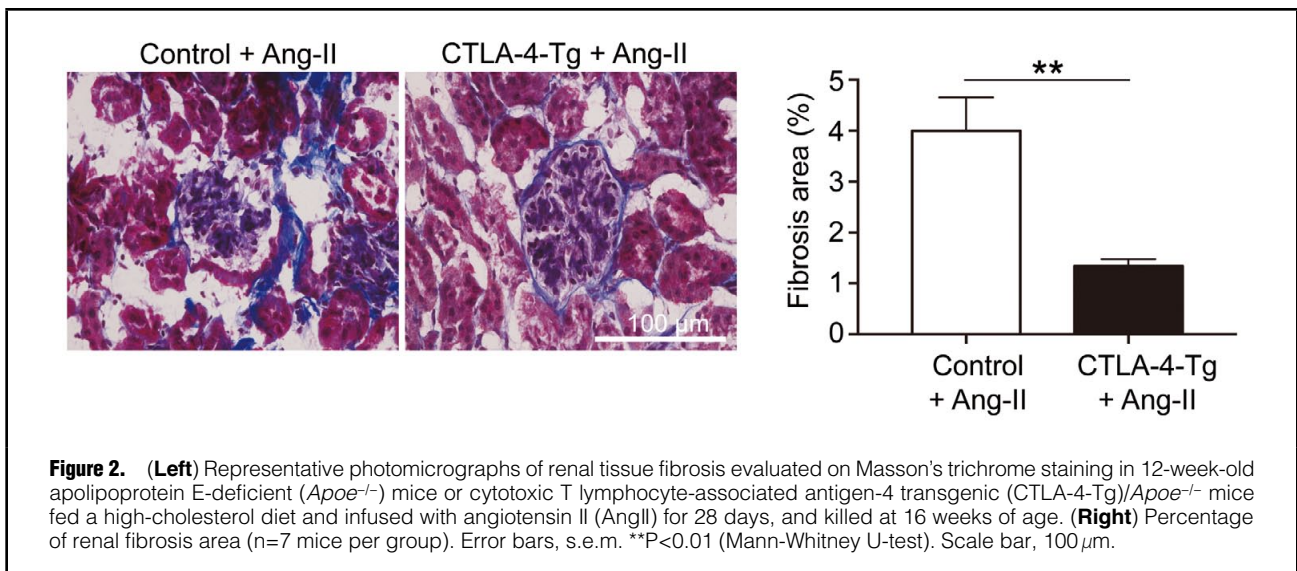 Control + Ang-II
CTLA-4-Tg + Ang-II
100 µm
**
Fibrosis area (%)
5
4
3
2
1
0
Control
+ Ang-II
CTLA-4-Tg
+ Ang-II
Figure 2. (Left) Representative photomicrographs of renal tissue fibrosis evaluated on Masson’s trichrome staining in 12-week-old
apolipoprotein E-deficient (Apoe–/–) mice or cytotoxic T lymphocyte-associated antigen-4 transgenic (CTLA-4-Tg)/Apoe–/– mice
fed a high-cholesterol diet and infused with angiotensin II (AngII) for 28 days, and killed at 16 weeks of age. (Right) Percentage
of renal fibrosis area (n=7 mice per group). Error bars, s.e.m. **P<0.01 (Mann-Whitney U-test). Scale bar, 100 µm.